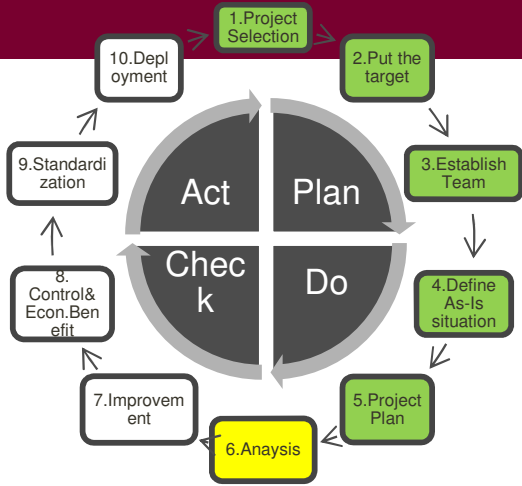 1.Project
Selection
2.Put the
target
3.Establish
Team
4.Define
As-Is
situation
5.Project
Plan
6.Anaysis
7.Improvem
ent
8.
Control&
Econ.Ben
efit
9.Standardi
zation
10.Depl
oyment
Act
Plan
Chec
k
Do